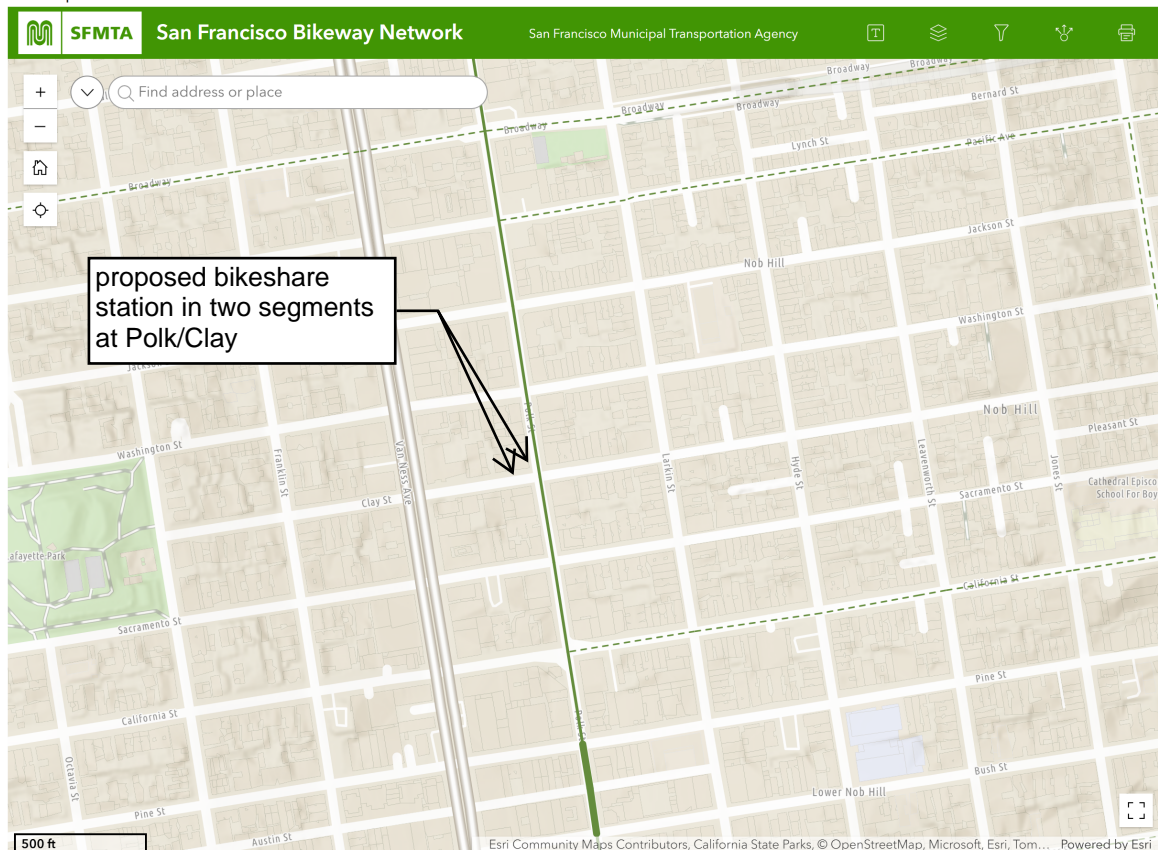 SFMTA
San Francisco Bikeway Network
San Francisco Municipal Transportation Agency
T
+
Find address or place
−
Broadway
Broadway
Broadway
Broadway
Broadway
Broadway
Bernard St
Lynch St
Pacific Ave
Jackson St
Nob Hill
proposed bikeshare
station in two segments
at Polk/Clay
Washington St
Polk St
Nob Hill
Pleasant St
Washington St
Franklin St
Van Ness Ave
Larkin St
Hyde St
Leavenworth St
Jones St
Cathedral Episco
School For Boy
Clay St
Sacramento St
afayette Park
California St
Sacramento St
Pine St
California St
Polk St
Octavia St
Bush St
Lower Nob Hill
Pine St
Austin St
500 ft
Esri Community Maps Contributors, California State Parks, © OpenStreetMap, Microsoft, Esri, Tom... Powered by Esri